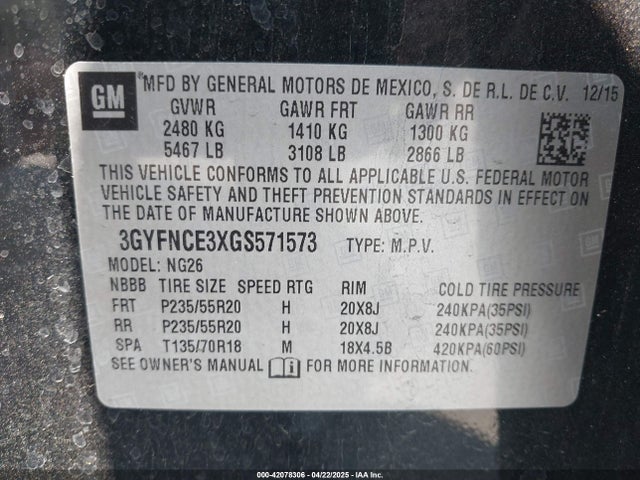 GM
*MFD BY GENERAL MOTORS DE MEXICO, S. DE R.L. DE C.V. 12/15
GVWR GAWR FRT GAWR RR
2480 KG 1410 KG 1300 KG
5467 LB 3108 LB 2866 LB
THIS VEHICLE CONFORMS TO ALL APPLICABLE U.S. FEDERAL MOTOR
VEHICLE SAFETY AND THEFT PREVENTION STANDARDS IN EFFECT ON
THE DATE OF MANUFACTURE SHOWN ABOVE.
3GYFNCE3XGS571573 TYPE: M.P.V.
MODEL: NG26
NBBB TIRE SIZE SPEED RTG RIM COLD TIRE PRESSURE
FRT P235/55R20 H 20X8J 240KPA(35PSI)
RR P235/55R20 H 20X8J 240KPA(35PSI)
SPA T135/70R18 M 18X4.5B 420KPA(60PSI)
SEE OWNER'S MANUAL FOR MORE INFORMATION.
000-42078306 04/22/2025 IAAI.COM